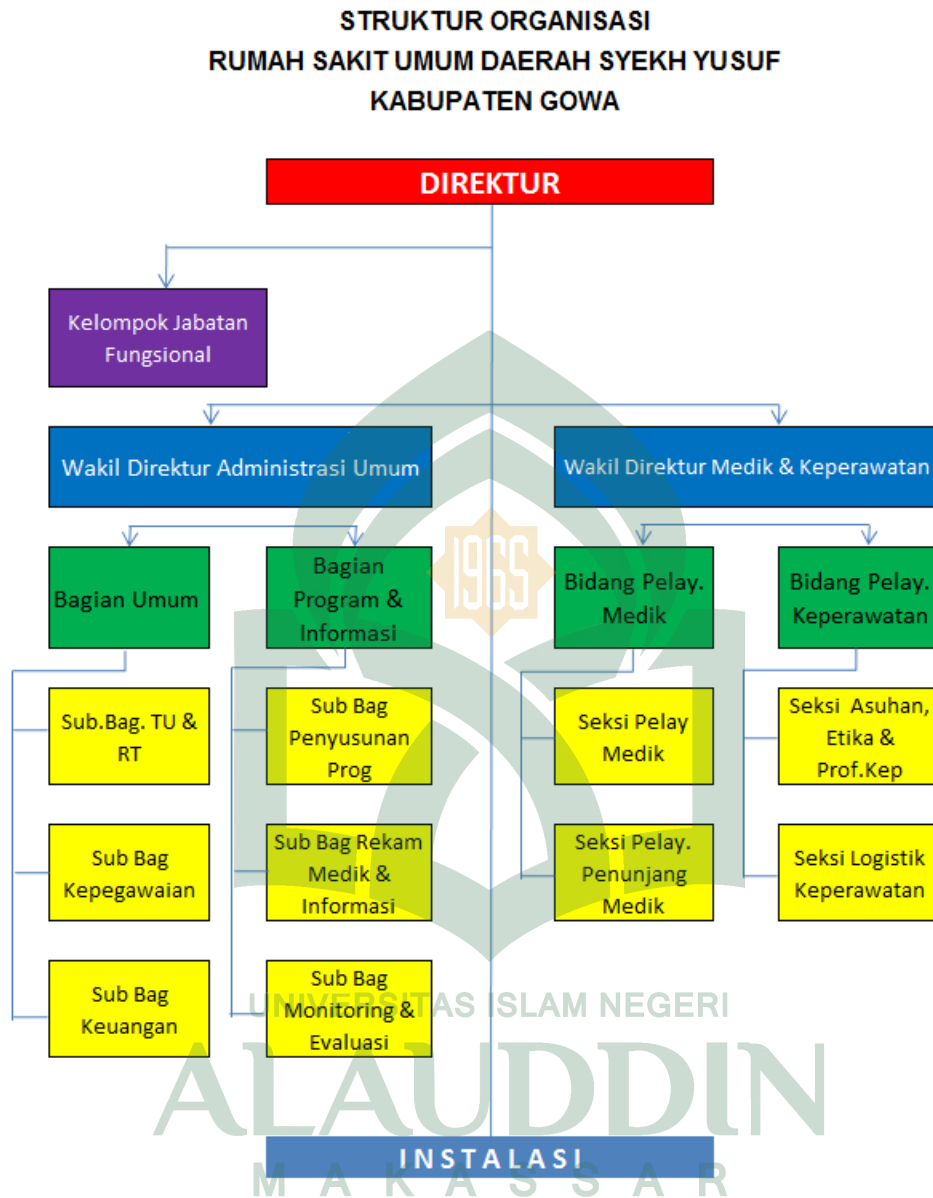 STRUKTUR ORGANISASI
RUMAH SAKIT UMUM DAERAH SYEKH YUSUF
KABUPATEN GOWA
DIREKTUR
Kelompok Jabatan
Fungsional
Wakil Direktur Administrasi Umum
Wakil Direktur Medik & Keperawatan
Bagian Umum
Bagian
Program &
Informasi
Bidang Pelay.
Medik
Bidang Pelay.
Keperawatan
Sub.Bag. TU &
RT
Sub Bag
Penyusunan
Prog
Seksi Pelay
Medik
Seksi Asuhan,
Etika &
Prof.Kep
Sub Bag
Kepegawaian
Sub Bag Rekam
Medik &
Informasi
Seksi Pelay.
Penunjang
Medik
Seksi Logistik
Keperawatan
Sub Bag
Keuangan
Sub Bag
Monitoring &
Evaluasi
INSTALASI
1965
UNIVERSITAS ISLAM NEGERI
ALAUDDIN
MAKASSAR